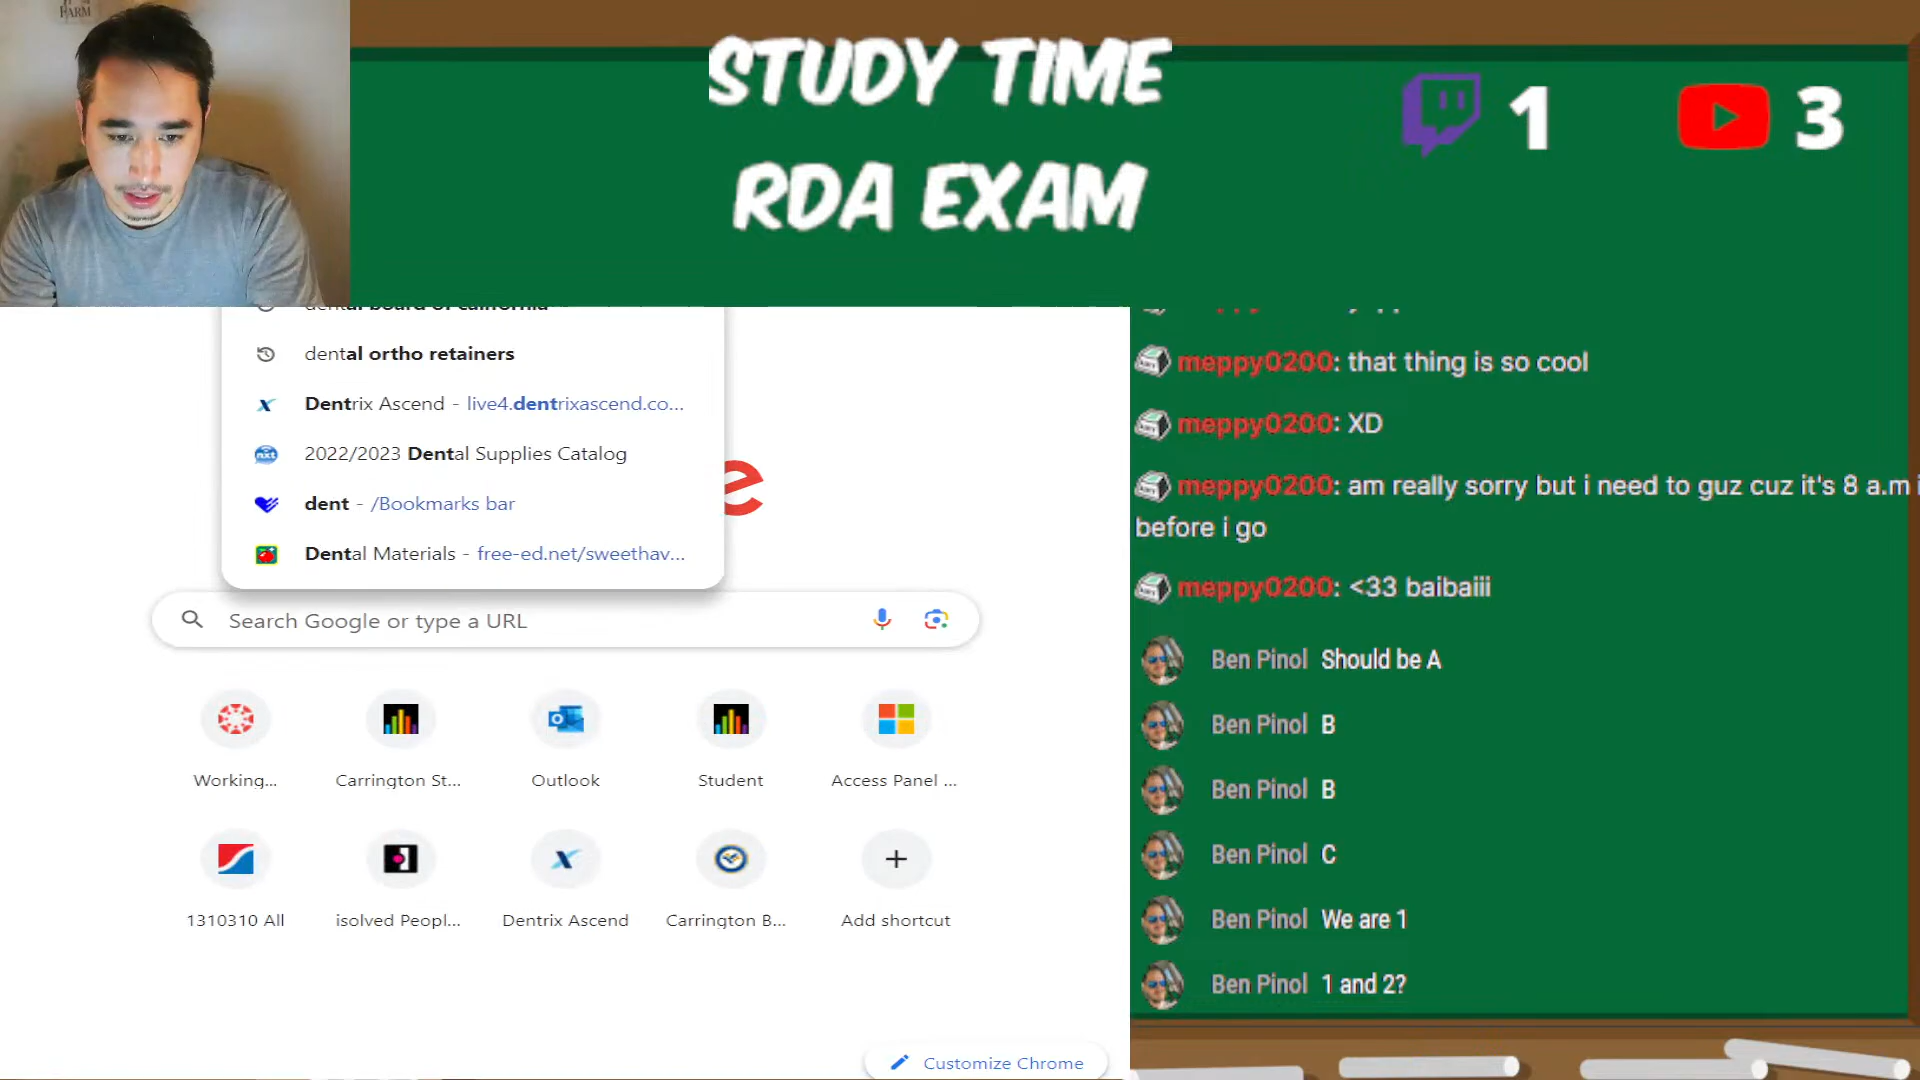 FARM
STUDY TIME
RDA EXAM
1
3
dental board of california
dental ortho retainers
Dentrix Ascend - live4.dentrixascend.co...
2022/2023 Dental Supplies Catalog
dent - /Bookmarks bar
Dental Materials - free-ed.net/sweethav...
e
Search Google or type a URL
Working...
Carrington St...
Outlook
Student
Access Panel ...
1310310 All
isolved Peopl...
Dentrix Ascend
Carrington B...
Add shortcut
Customize Chrome
meppy0200: that thing is so cool
meppy0200: XD
meppy0200: am really sorry but i need to guz cuz it's 8 a.m i
before i go
meppy0200: <33 baibaiii
Ben Pinol Should be A
Ben Pinol B
Ben Pinol B
Ben Pinol C
Ben Pinol We are 1
Ben Pinol 1 and 2?